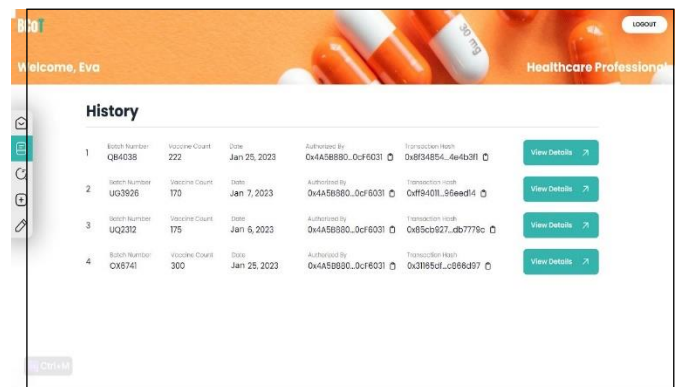 BCoT
LOGOUT
30 mg
Welcome, Eva
Healthcare Professional
History
Batch Number Vaccine Count Date Authorized By Transaction Hash
1 QB4038 222 Jan 25, 2023 0x4A5B880...0cF6031 0x8f34854...4e4b3f1 View Details
Batch Number Vaccine Count Date Authorized By Transaction Hash
2 UG3926 170 Jan 7, 2023 0x4A5B880...0cF6031 0xff94011...96eed14 View Details
Batch Number Vaccine Count Date Authorized By Transaction Hash
3 UQ2312 175 Jan 6, 2023 0x4A5B880...0cF6031 0x85cb927...db7779c View Details
Batch Number Vaccine Count Date Authorized By Transaction Hash
4 OX6741 300 Jan 25, 2023 0x4A5B880...0cF6031 0x31165df...c866d97 View Details
Ctrl+M